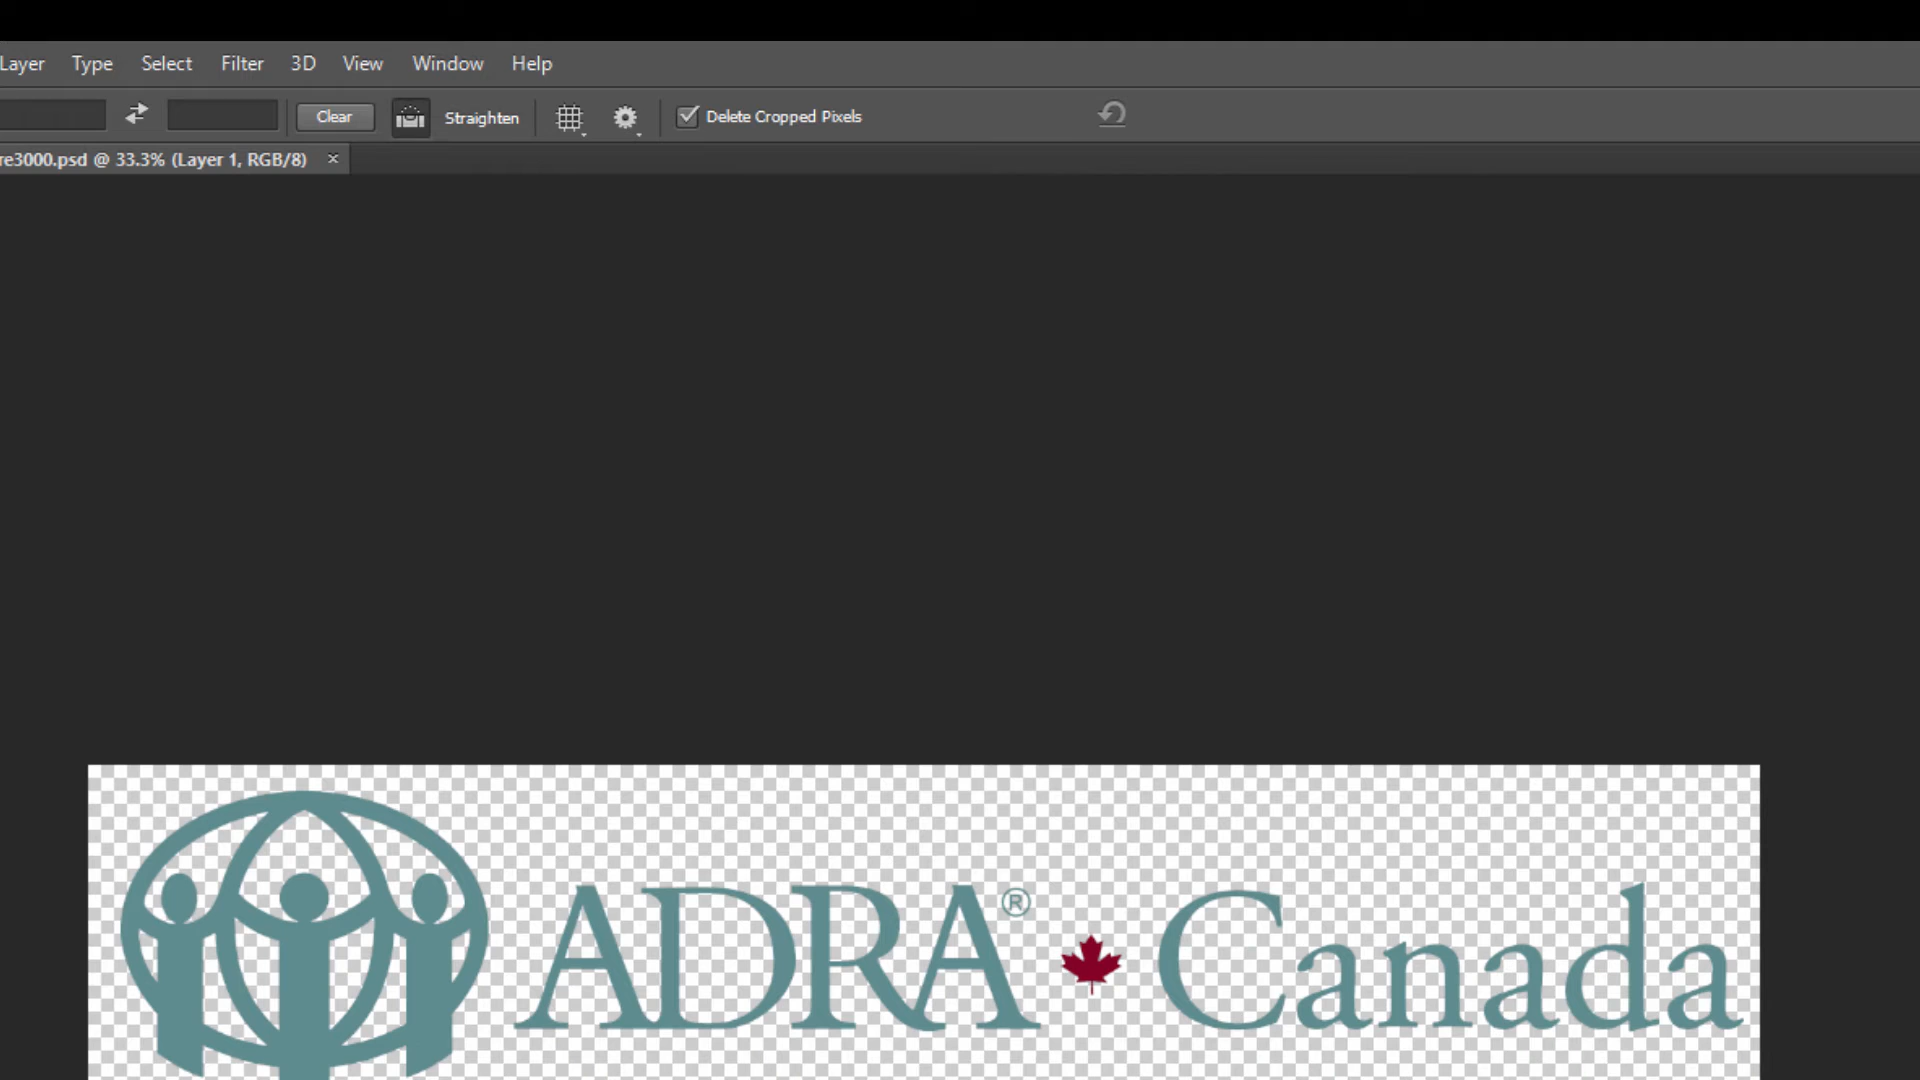 Layer Type Select Filter 3D View Window Help
Clear Straighten Delete Cropped Pixels
re3000.psd @ 33.3% (Layer 1, RGB/8) ×
ADRA® Canada